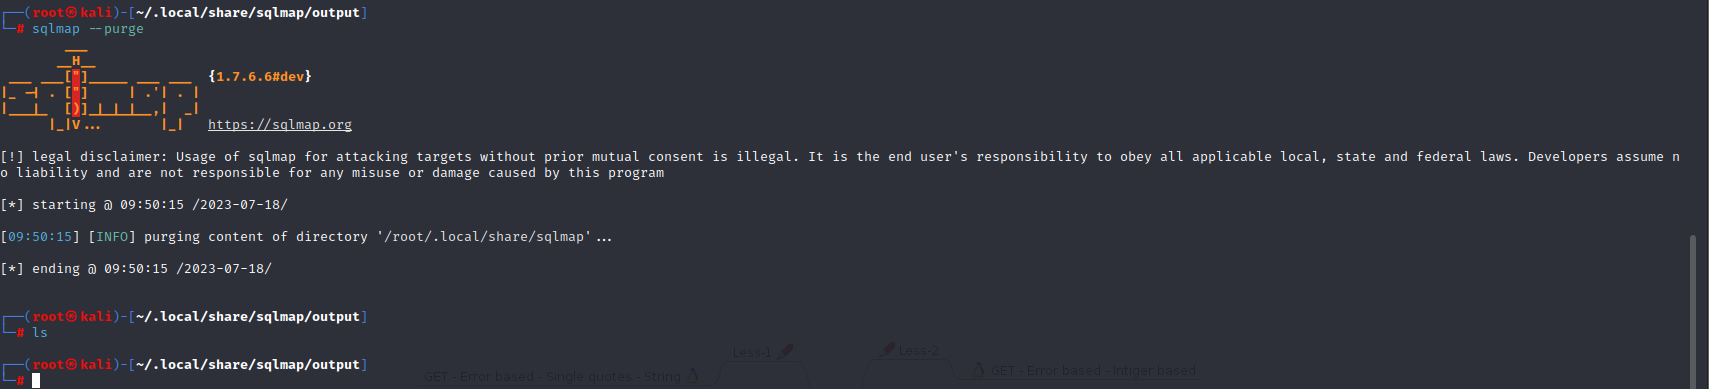 ┌──(root㉿kali)-[~/.local/share/sqlmap/output]
└─# sqlmap --purge
        ___
       __H__
 ___ ___["]_____ ___ ___  {1.7.6.6#dev}
|_ -| . ["]     | .'| . |
|___|_  [)]_|_|_|__,|  _|
      |_|V...       |_|   https://sqlmap.org
[!] legal disclaimer: Usage of sqlmap for attacking targets without prior mutual consent is illegal. It is the end user's responsibility to obey all applicable local, state and federal laws. Developers assume n
o liability and are not responsible for any misuse or damage caused by this program
[*] starting @ 09:50:15 /2023-07-18/
[09:50:15] [INFO] purging content of directory '/root/.local/share/sqlmap'...
[*] ending @ 09:50:15 /2023-07-18/
┌──(root㉿kali)-[~/.local/share/sqlmap/output]
└─# ls
Less-1 Less-2
┌──(root㉿kali)-[~/.local/share/sqlmap/output]
└─#
GET - Error based - Single quotes - String GET - Error based - Intiger based